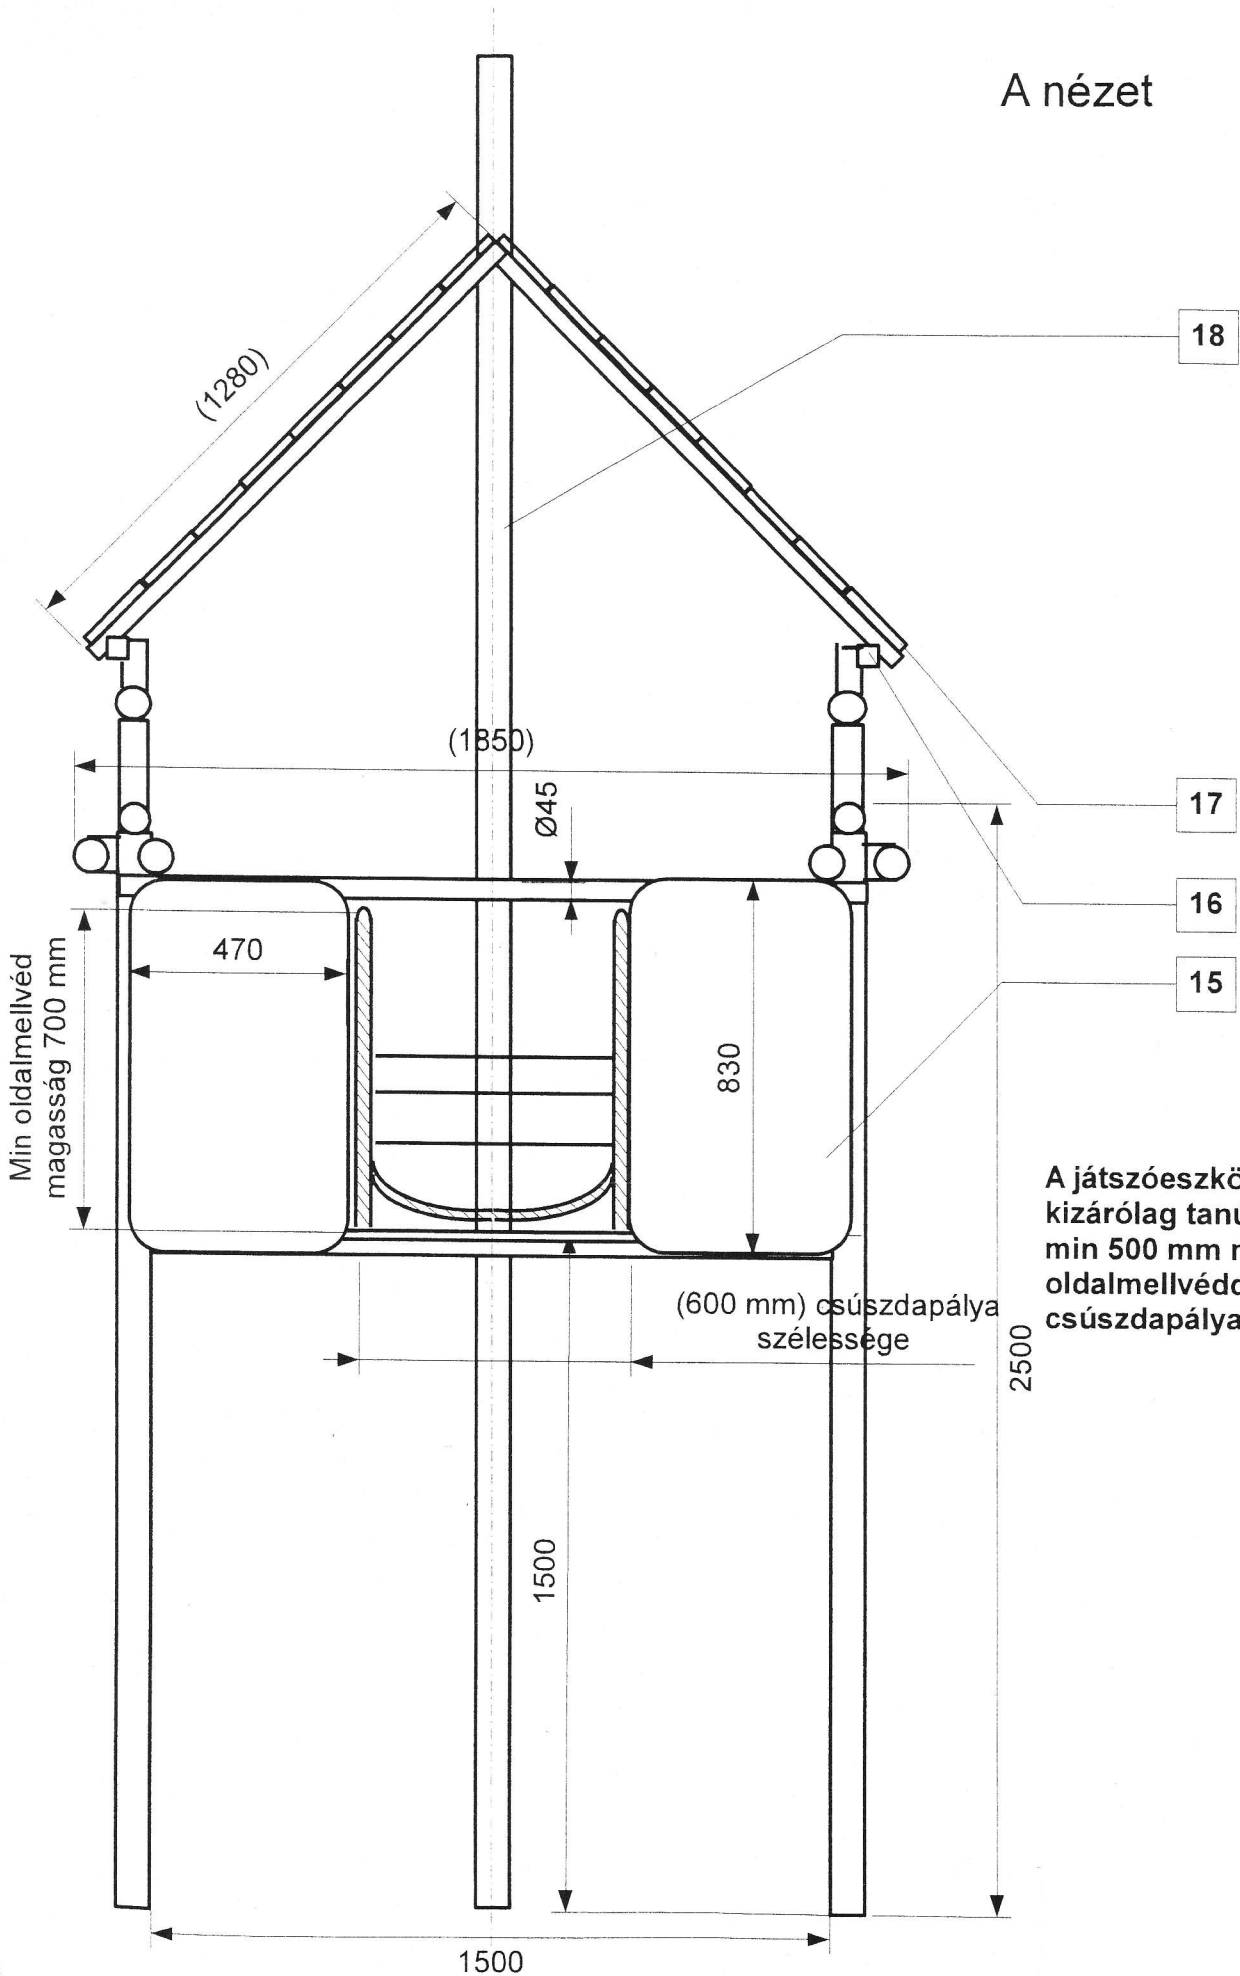 A nézet
18
(1280)
(1850)
Ø45
17
16
15
470
Min oldalmellvéd
magasság 700 mm
830
A játszóeszkö
kizárólag tanu
min 500 mm
oldalmellvédd
csúszdapálya
(600 mm) csúszdapálya
szélessége
2500
1500
1500